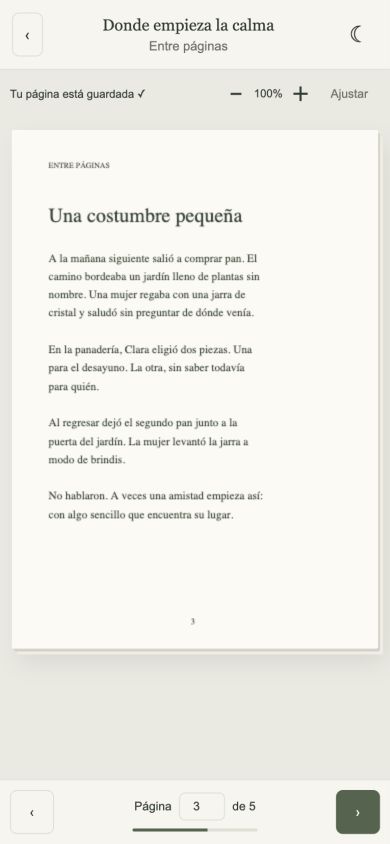 ‹
Donde empieza la calma
Entre páginas
☾
Tu página está guardada ✓
− 100% + Ajustar
ENTRE PÁGINAS
Una costumbre pequeña
A la mañana siguiente salió a comprar pan. El
camino bordeaba un jardín lleno de plantas sin
nombre. Una mujer regaba con una jarra de
cristal y saludó sin preguntar de dónde venía.
En la panadería, Clara eligió dos piezas. Una
para el desayuno. La otra, sin saber todavía
para quién.
Al regresar dejó el segundo pan junto a la
puerta del jardín. La mujer levantó la jarra a
modo de brindis.
No hablaron. A veces una amistad empieza así:
con algo sencillo que encuentra su lugar.
3
‹ Página 3 de 5 ›